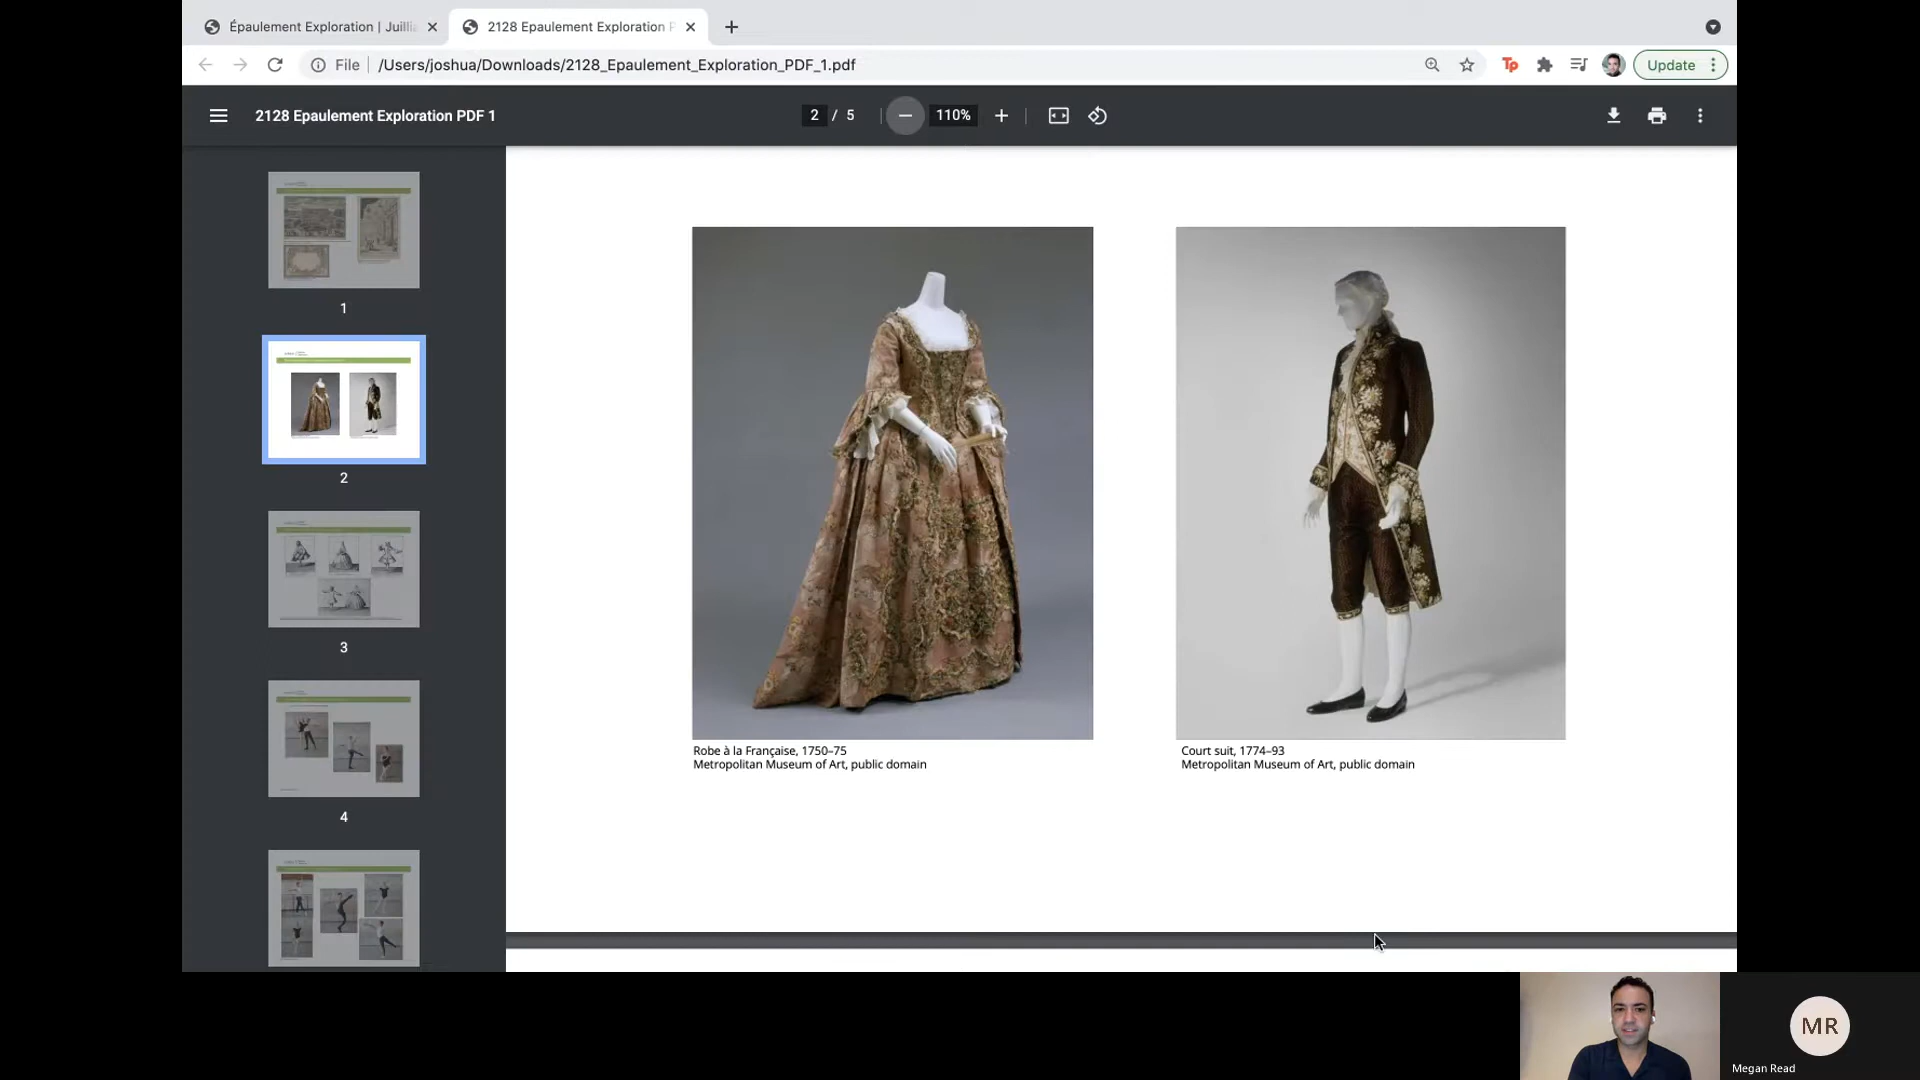 Épaulement Exploration | Juillia
2128 Epaulement Exploration P
File
/Users/joshua/Downloads/2128_Epaulement_Exploration_PDF_1.pdf
Update
2128 Epaulement Exploration PDF 1
2 / 5
110%
1
2
3
4
Robe à la Française, 1750–75
Metropolitan Museum of Art, public domain
Court suit, 1774–93
Metropolitan Museum of Art, public domain
MR
Megan Read